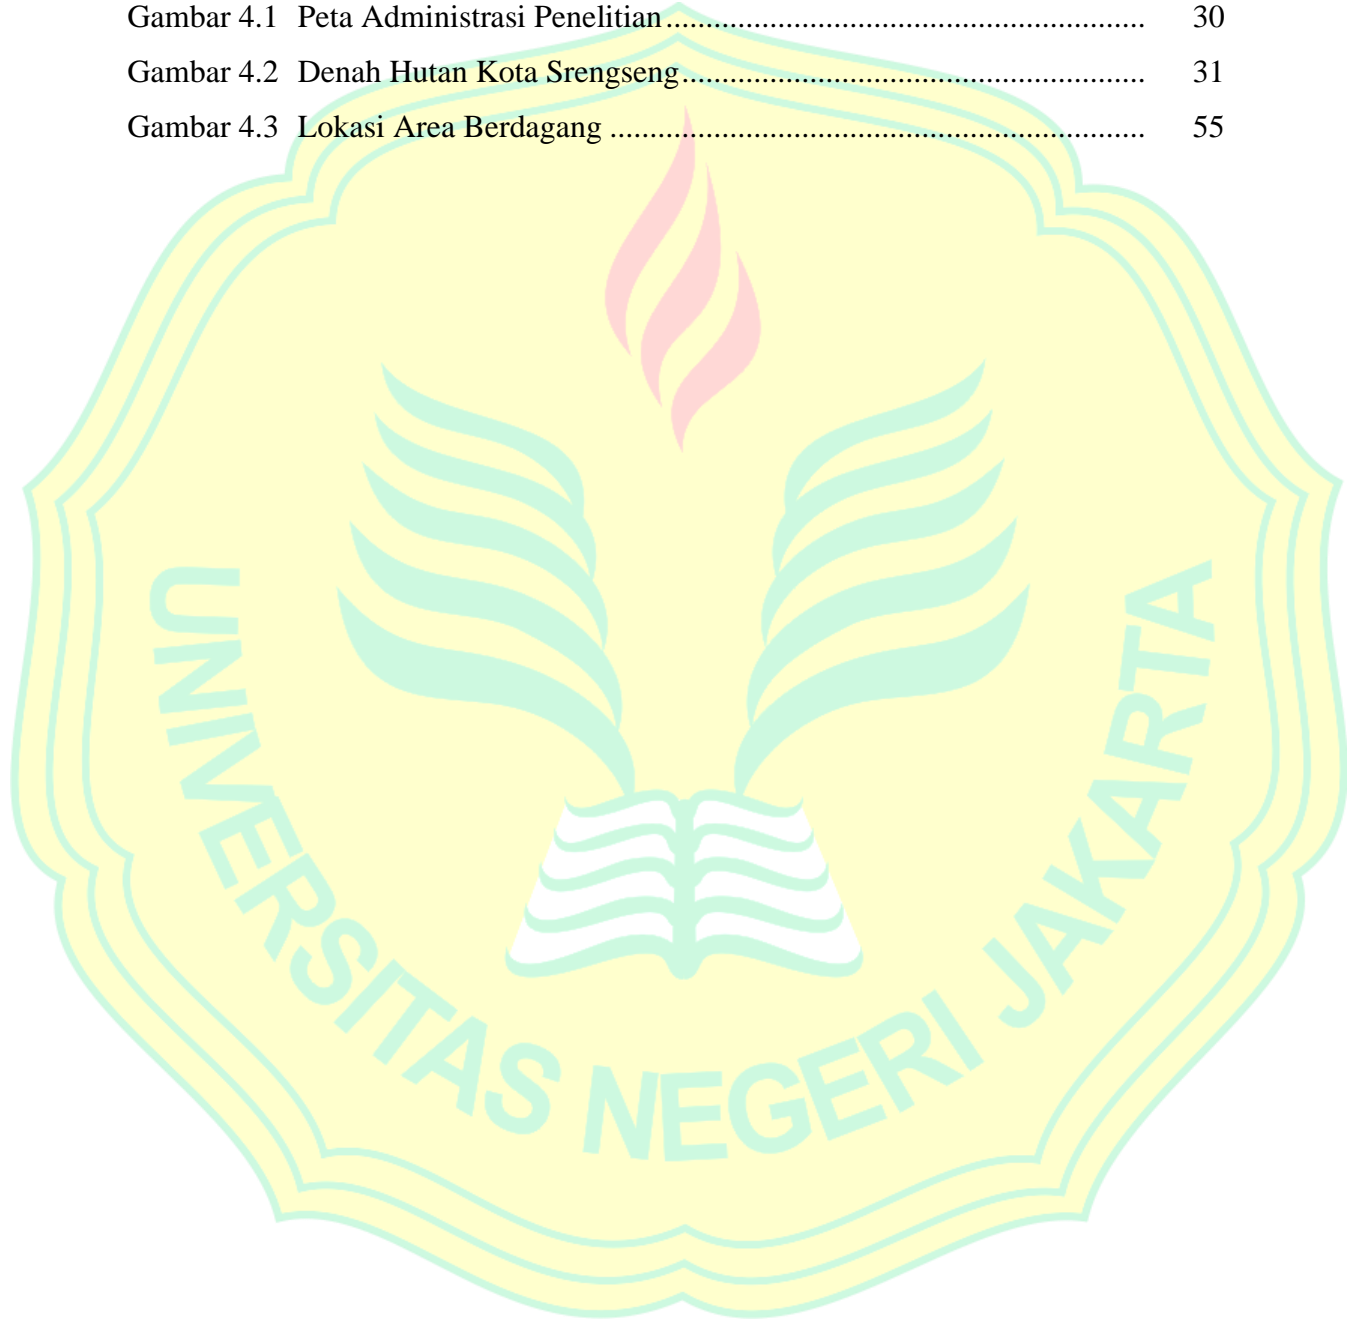 Gambar 4.1 Peta Administrasi Penelitian............................................................ 30
Gambar 4.2 Denah Hutan Kota Srengseng.......................................................... 31
Gambar 4.3 Lokasi Area Berdagang ................................................................... 55
UNIVERSITAS NEGERI JAKARTA